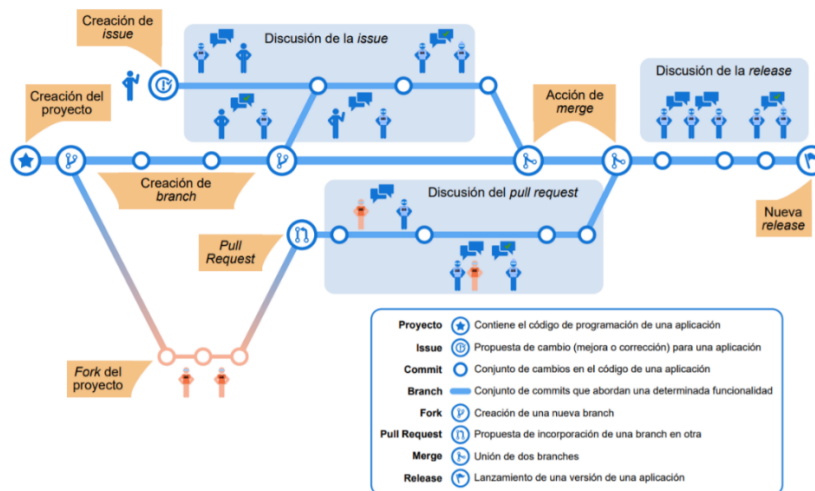 Creación de
issue
Discusión de la issue
Discusión de la release
Creación del
proyecto
Acción de
merge
Creación de
branch
Discusión del pull request
Nueva
release
Pull
Request
Fork del
proyecto
Proyecto Contiene el código de programación de una aplicación
Issue Propuesta de cambio (mejora o corrección) para una aplicación
Commit Conjunto de cambios en el código de una aplicación
Branch Conjunto de commits que abordan una determinada funcionalidad
Fork Creación de una nueva branch
Pull Request Propuesta de incorporación de una branch en otra
Merge Unión de dos branches
Release Lanzamiento de una versión de una aplicación